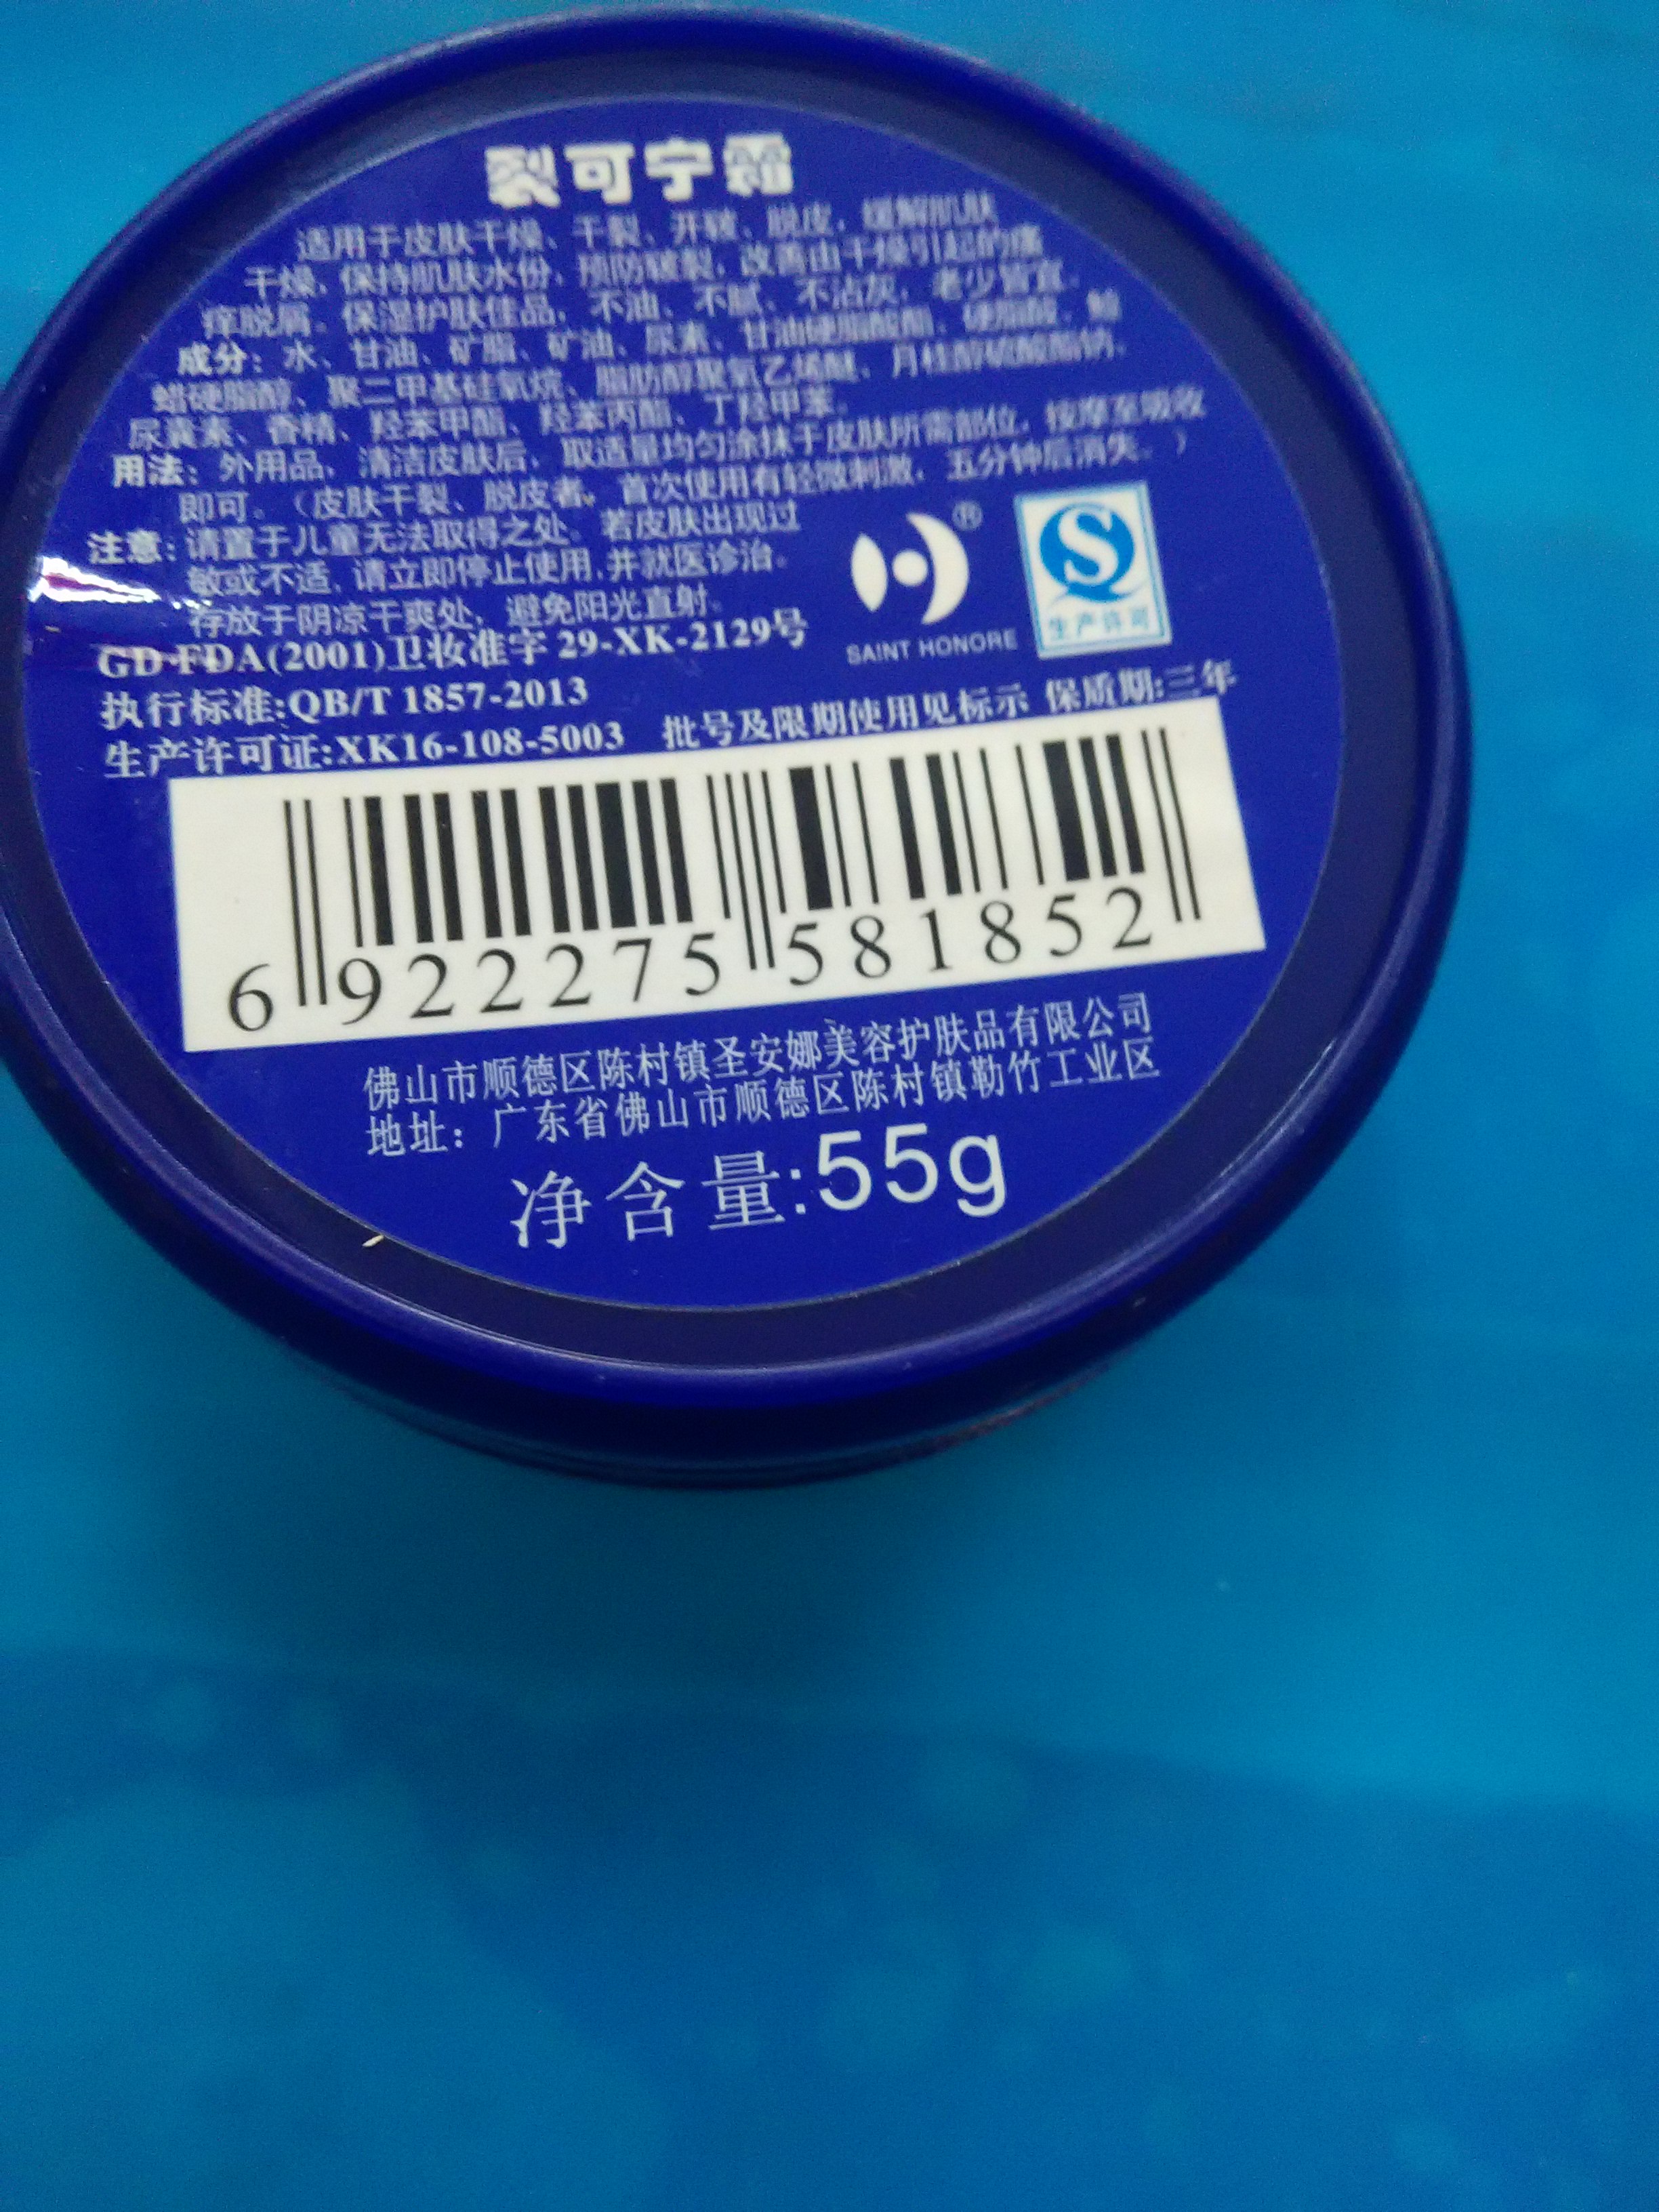 裂可宁霜
适用于皮肤干燥、干裂、开皲、脱皮，缓解肌肤
干燥，保持肌肤水份，预防皲裂，改善由干燥引起的瘙
痒脱屑。保湿护肤佳品，不油、不腻、不沾灰，老少皆宜。
成分：水、甘油、矿脂、矿油、尿素、甘油硬脂酸酯、硬脂酸、鲸
蜡硬脂醇、聚二甲基硅氧烷、脂肪醇聚氧乙烯醚、月桂醇硫酸酯钠、
尿囊素、香精、羟苯甲酯、羟苯丙酯、丁羟甲苯。
用法：外用品，清洁皮肤后，取适量均匀涂抹于皮肤所需部位，按摩至吸收
即可。（皮肤干裂、脱皮者，首次使用有轻微刺激，五分钟后消失。）
注意：请置于儿童无法取得之处。若皮肤出现过
敏或不适，请立即停止使用，并就医诊治。
存放于阴凉干爽处，避免阳光直射。
GD·FDA(2001)卫妆准字 29-XK-2129号
执行标准:QB/T 1857-2013
生产许可证:XK16-108-5003 批号及限期使用见标示 保质期:三年
®
SAINT HONORE
生产许可
6 922275 581852
佛山市顺德区陈村镇圣安娜美容护肤品有限公司
地址：广东省佛山市顺德区陈村镇勒竹工业区
净含量:55g